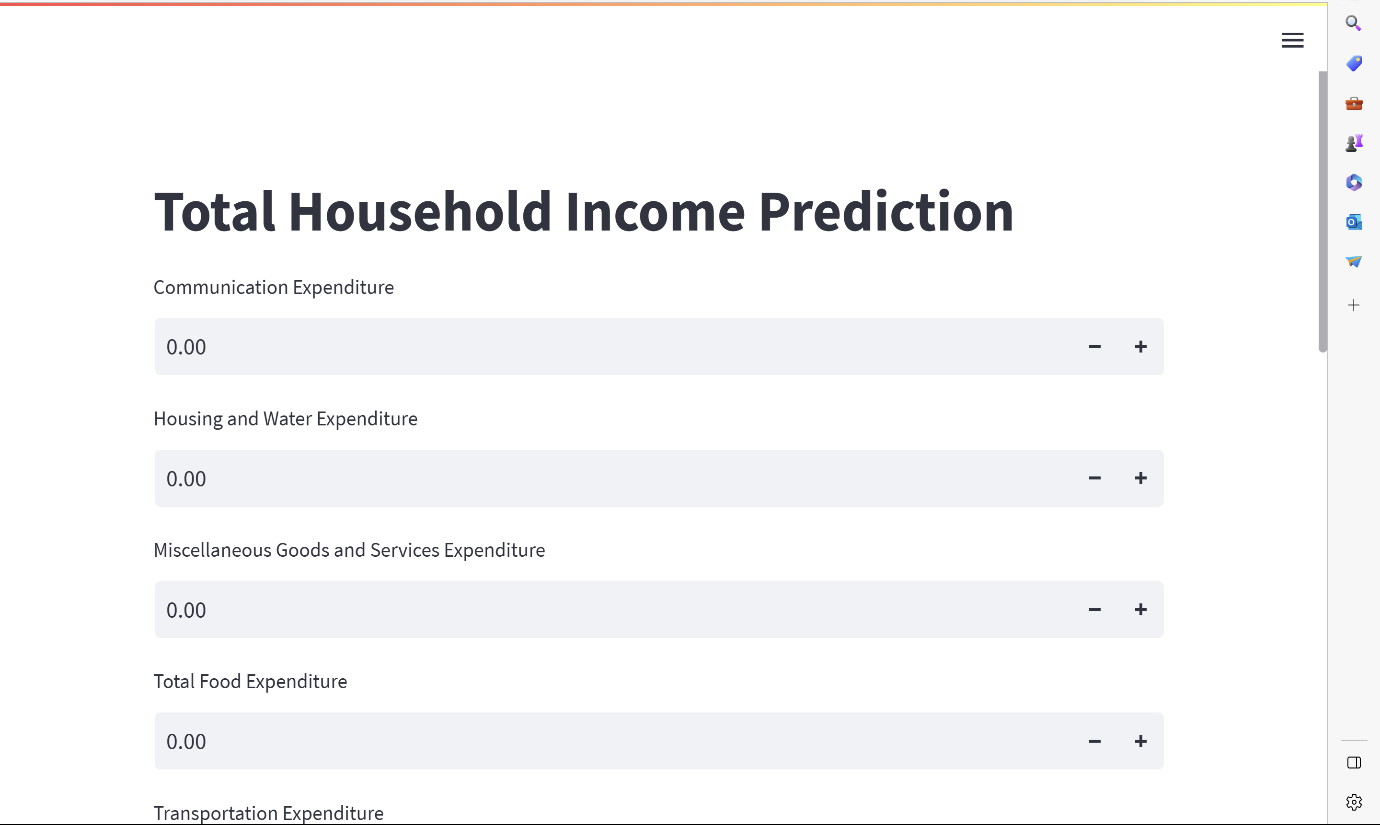 Total Household Income Prediction
Communication Expenditure
0.00
Housing and Water Expenditure
0.00
Miscellaneous Goods and Services Expenditure
0.00
Total Food Expenditure
0.00
Transportation Expenditure